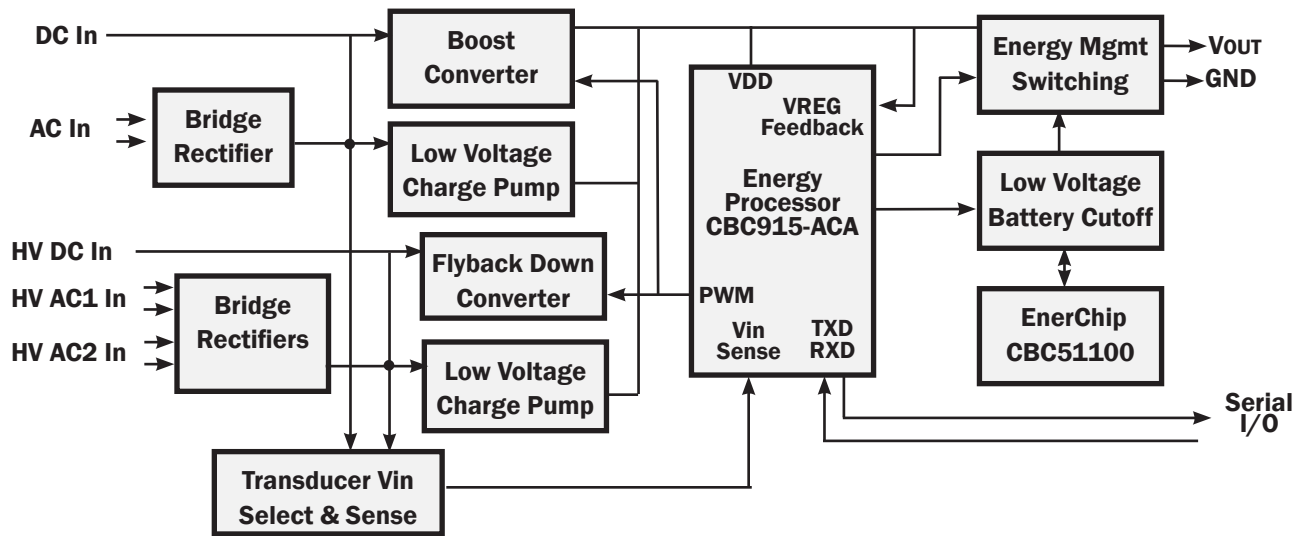 DC In
Boost
Converter
Energy Mgmt
Switching
VOUT
GND
VDD
VREG
Feedback
AC In
Bridge
Rectifier
Low Voltage
Charge Pump
Energy
Processor
CBC915-ACA
Low Voltage
Battery Cutoff
HV DC In
HV AC1 In
HV AC2 In
Bridge
Rectifiers
Flyback Down
Converter
PWM
Vin
Sense
TXD
RXD
EnerChip
CBC51100
Low Voltage
Charge Pump
Serial
I/O
Transducer Vin
Select & Sense